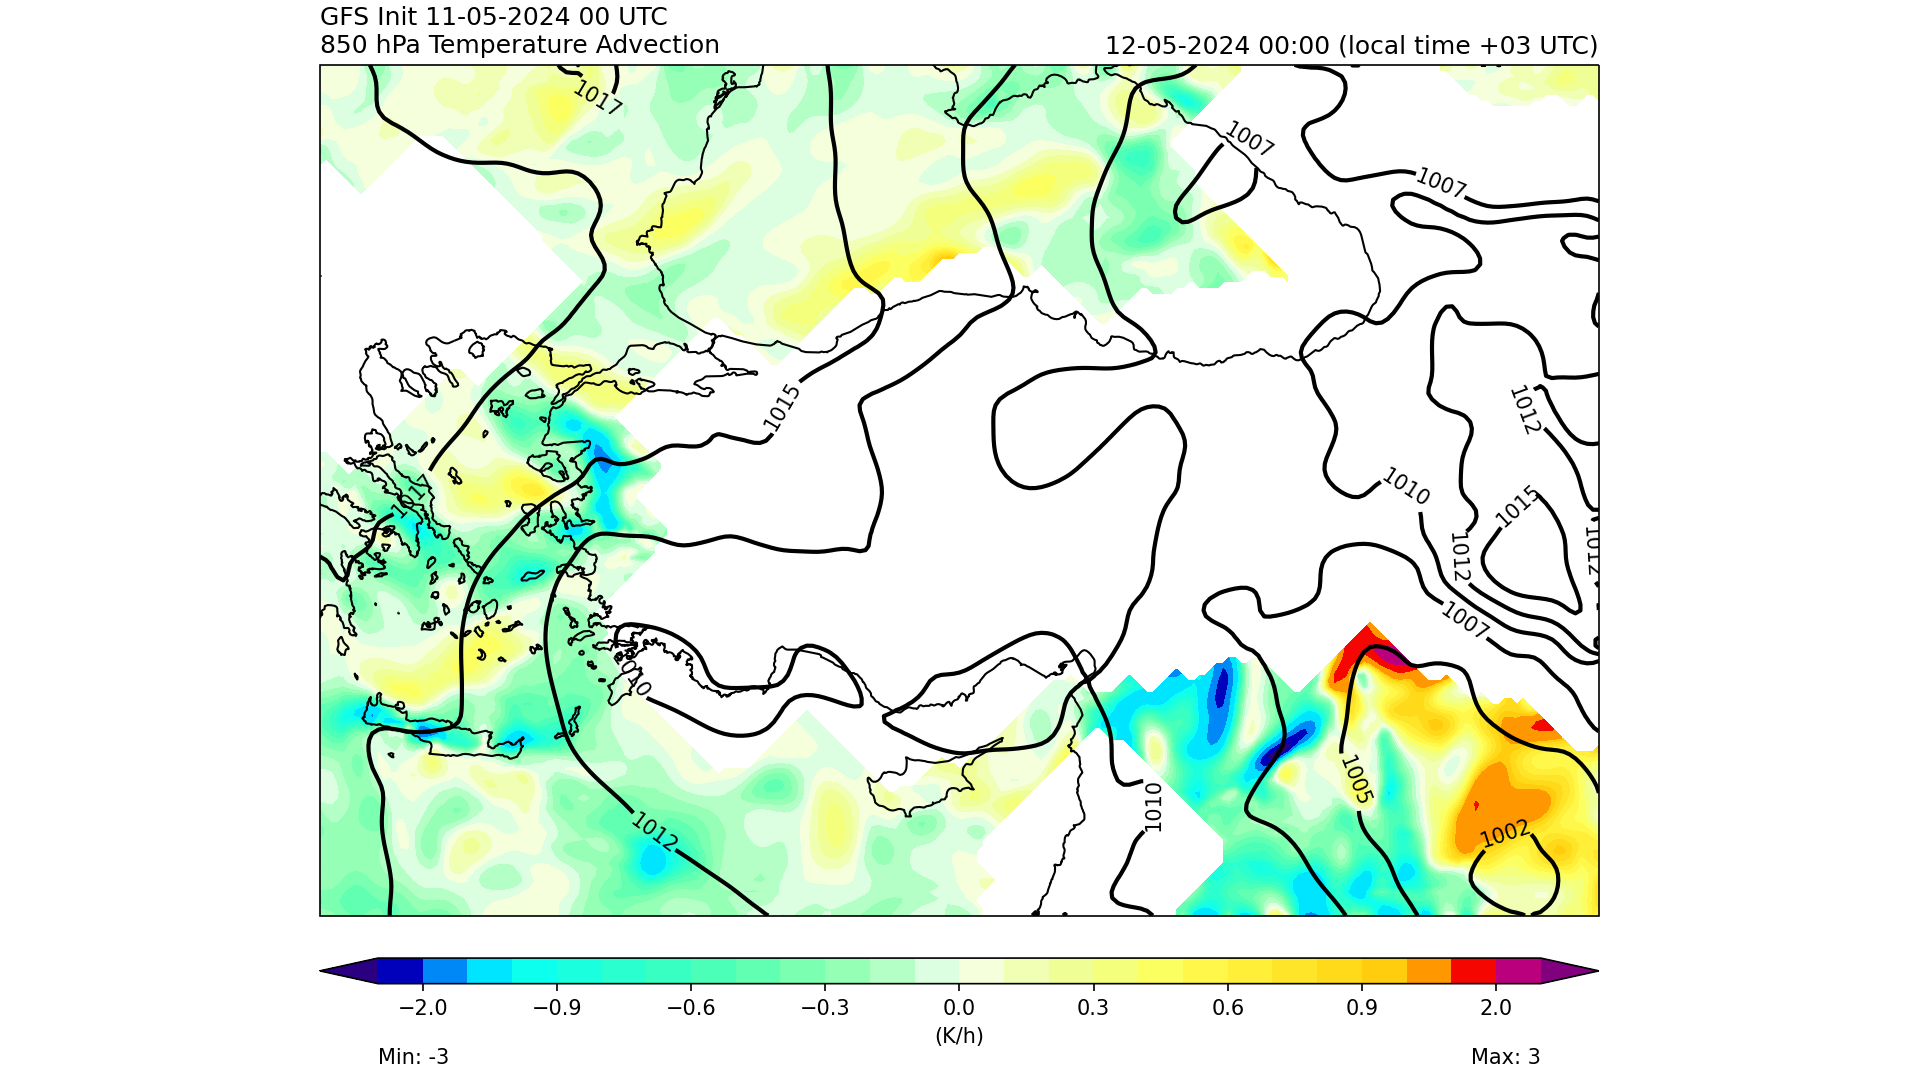 GFS Init 11-05-2024 00 UTC
850 hPa Temperature Advection
12-05-2024 00:00 (local time +03 UTC)
1017
1007
1007
1015
1012
1010
1017
1015
1012
1012
1007
1010
1005
1010
1012
1002
−2.0 −0.9 −0.6 −0.3 0.0 0.3 0.6 0.9 2.0
(K/h)
Min: -3
Max: 3